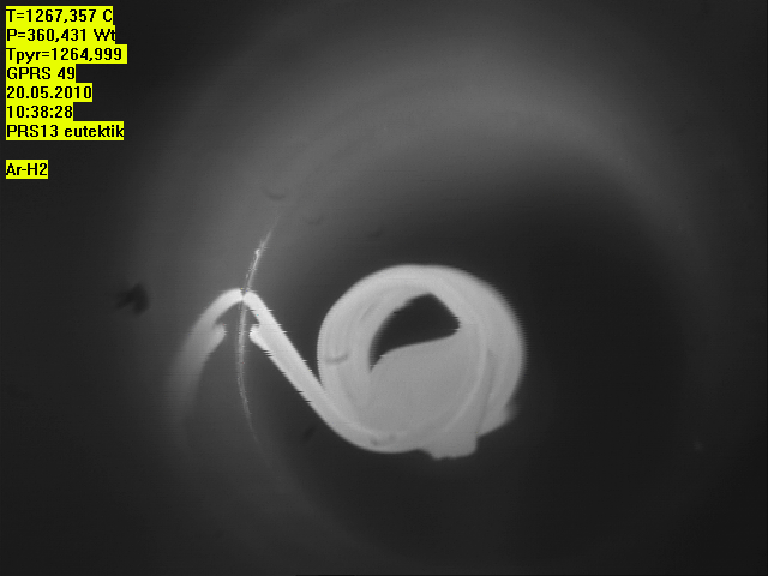 T=1267,357 C
P=360,431 Wt
Tpyr=1264,999
GPRS 49
20.05.2010
10:38:28
PRS13 eutektik
Ar-H2